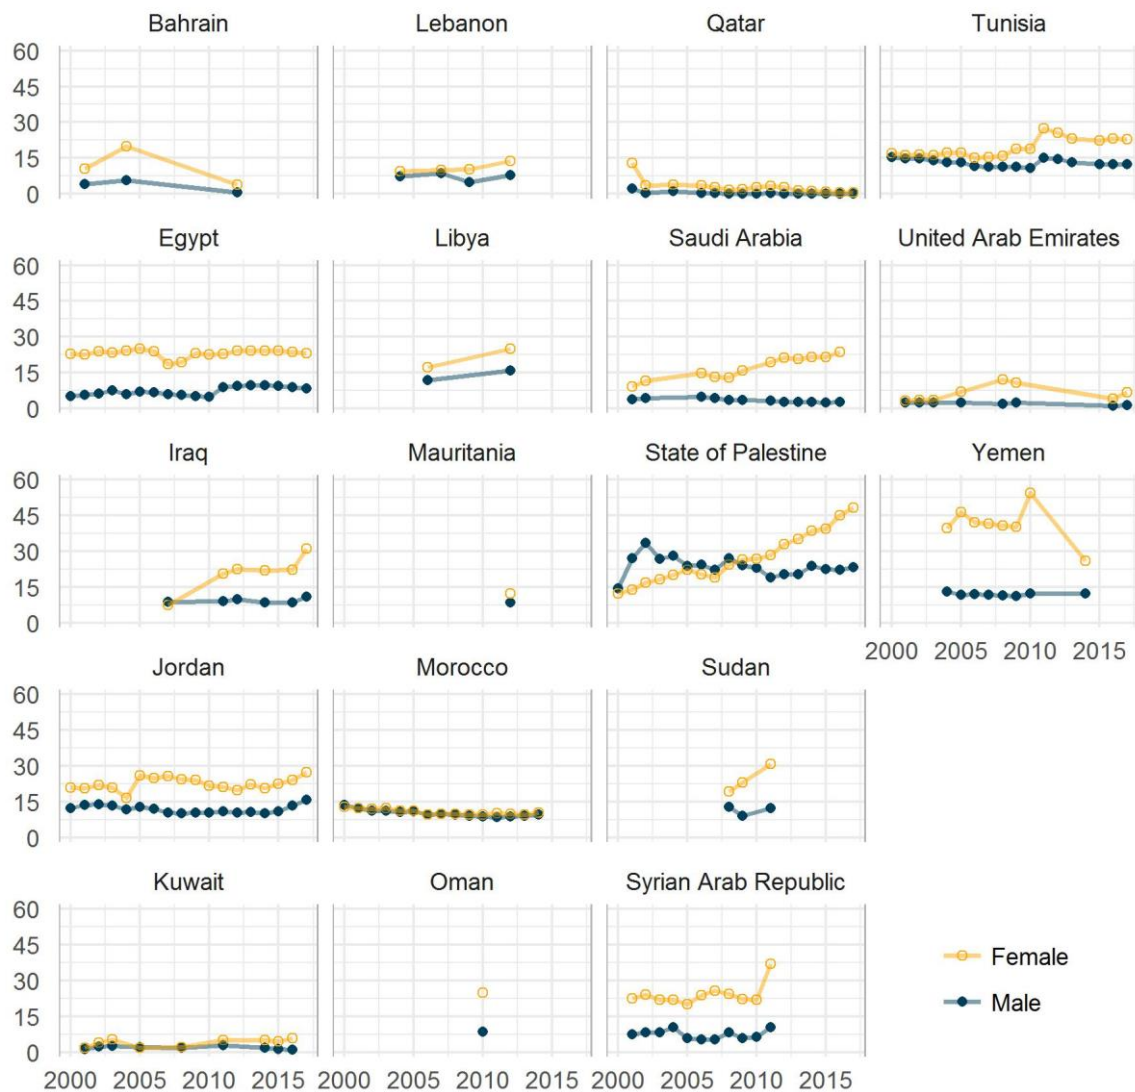 Bahrain Lebanon Qatar Tunisia
60
45
30
15
0
Egypt Libya Saudi Arabia United Arab Emirates
60
45
30
15
0
Iraq Mauritania State of Palestine Yemen
60
45
30
15
0
2000 2005 2010 2015
Jordan Morocco Sudan
60
45
30
15
0
Kuwait Oman Syrian Arab Republic
60
45
30
15
0
Female
Male
2000 2005 2010 2015 2000 2005 2010 2015 2000 2005 2010 2015